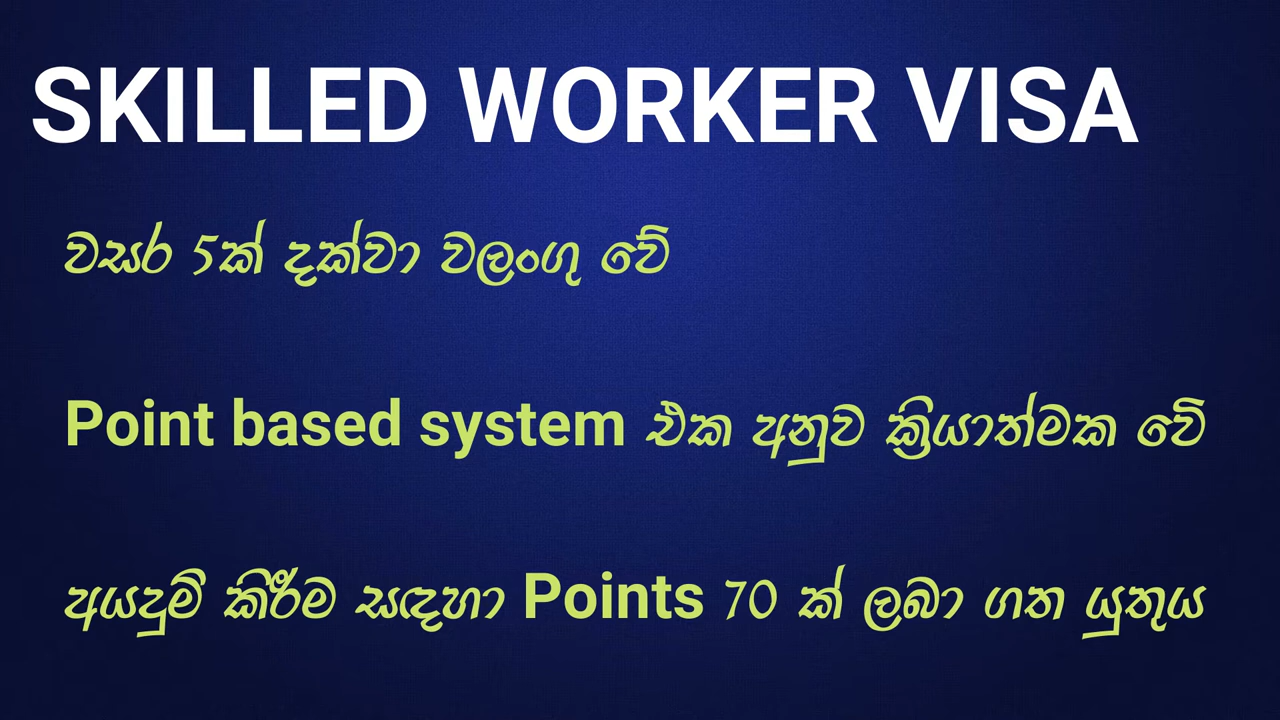 SKILLED WORKER VISA
වසර 5ක් දක්වා වලංගු වේ
Point based system එක අනුව ක්‍රියාත්මක වේ
අයදුම් කිරීම සඳහා Points 70 ක් ලබා ගත යුතුය